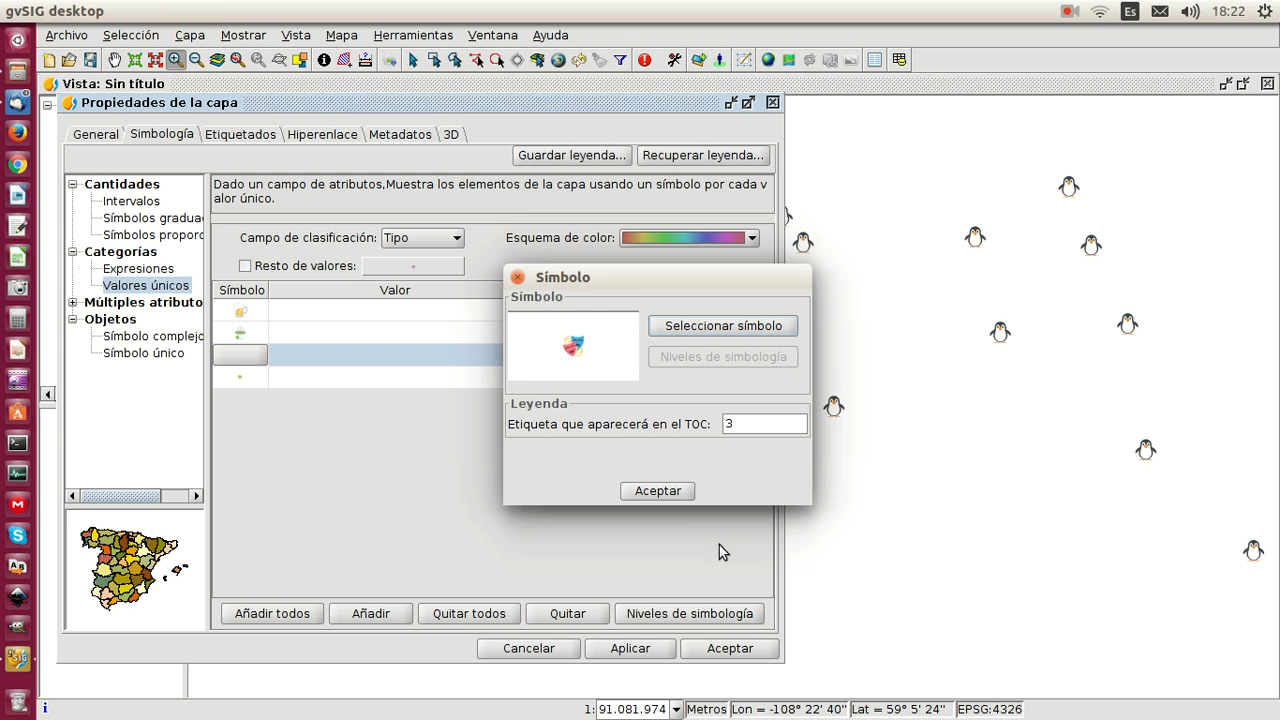 gvSIG desktop
Es
18:22
Archivo Selección Capa Mostrar Vista Mapa Herramientas Ventana Ayuda
Vista: Sin título
Propiedades de la capa
General Simbología Etiquetados Hiperenlace Metadatos 3D
Guardar leyenda... Recuperar leyenda...
Cantidades
Intervalos
Símbolos gradua
Símbolos proporc
Categorías
Expresiones
Valores únicos
Múltiples atributo
Objetos
Símbolo complejo
Símbolo único
Dado un campo de atributos,Muestra los elementos de la capa usando un símbolo por cada v
alor único.
Campo de clasificación: Tipo Esquema de color:
Resto de valores:
Símbolo Valor
Símbolo
Símbolo
Seleccionar símbolo
Niveles de simbología
Leyenda
Etiqueta que aparecerá en el TOC: 3
Aceptar
Añadir todos Añadir Quitar todos Quitar Niveles de simbología
Cancelar Aplicar Aceptar
1: 91.081.974 Metros Lon = -108° 22' 40" Lat = 59° 5' 24" EPSG:4326